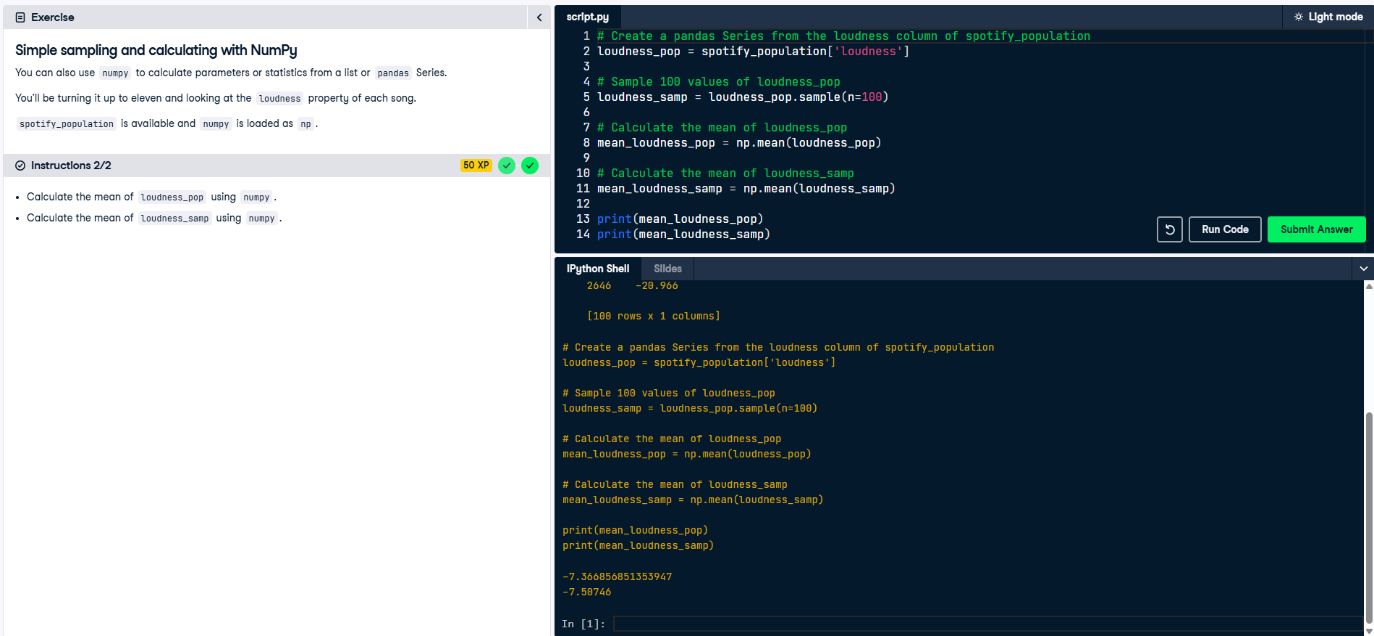 Exercise
Simple sampling and calculating with NumPy
You can also use numpy to calculate parameters or statistics from a list or pandas Series.
You'll be turning it up to eleven and looking at the loudness property of each song.
spotify_population is available and numpy is loaded as np.
Instructions 2/2
50 XP
• Calculate the mean of loudness_pop using numpy.
• Calculate the mean of loudness_samp using numpy.
script.py
Light mode
1 # Create a pandas Series from the loudness column of spotify_population
2 loudness_pop = spotify_population['loudness']
3
4 # Sample 100 values of loudness_pop
5 loudness_samp = loudness_pop.sample(n=100)
6
7 # Calculate the mean of loudness_pop
8 mean_loudness_pop = np.mean(loudness_pop)
9
10 # Calculate the mean of loudness_samp
11 mean_loudness_samp = np.mean(loudness_samp)
12
13 print(mean_loudness_pop)
14 print(mean_loudness_samp)
Run Code
Submit Answer
IPython Shell
Slides
2646 -20.966
[100 rows x 1 columns]
# Create a pandas Series from the loudness column of spotify_population
loudness_pop = spotify_population['loudness']
# Sample 100 values of loudness_pop
loudness_samp = loudness_pop.sample(n=100)
# Calculate the mean of loudness_pop
mean_loudness_pop = np.mean(loudness_pop)
# Calculate the mean of loudness_samp
mean_loudness_samp = np.mean(loudness_samp)
print(mean_loudness_pop)
print(mean_loudness_samp)
-7.366856851353947
-7.50746
In [1]: